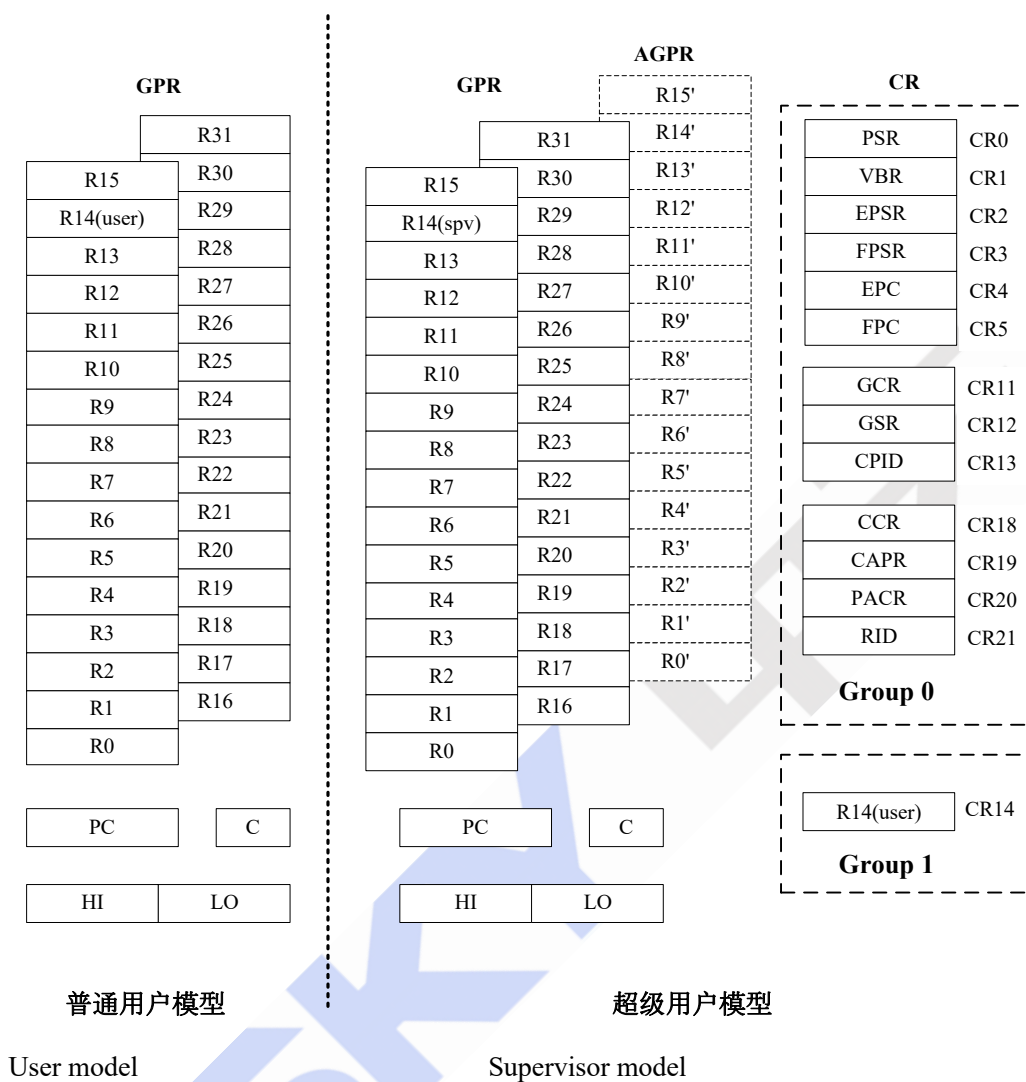 GPR
R31
R30
R29
R28
R27
R26
R25
R24
R23
R22
R21
R20
R19
R18
R17
R16
R15
R14(user)
R13
R12
R11
R10
R9
R8
R7
R6
R5
R4
R3
R2
R1
R0
PC
C
HI
LO
普通用户模型
User model
GPR
R31
R30
R29
R28
R27
R26
R25
R24
R23
R22
R21
R20
R19
R18
R17
R16
R15
R14(spv)
R13
R12
R11
R10
R9
R8
R7
R6
R5
R4
R3
R2
R1
R0
AGPR
R15'
R14'
R13'
R12'
R11'
R10'
R9'
R8'
R7'
R6'
R5'
R4'
R3'
R2'
R1'
R0'
PC
C
HI
LO
CR
PSR CR0
VBR CR1
EPSR CR2
FPSR CR3
EPC CR4
FPC CR5
GCR CR11
GSR CR12
CPID CR13
CCR CR18
CAPR CR19
PACR CR20
RID CR21
Group 0
R14(user) CR14
Group 1
超级用户模型
Supervisor model